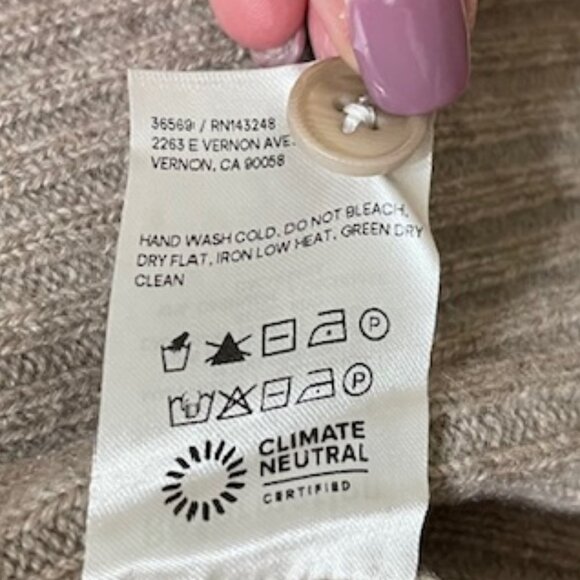 36569i / RN143248
2263 E VERNON AVE.
VERNON, CA 90058
HAND WASH COLD, DO NOT BLEACH,
DRY FLAT, IRON LOW HEAT, GREEN DRY
CLEAN
P
P
CLIMATE
NEUTRAL
CERTIFIED